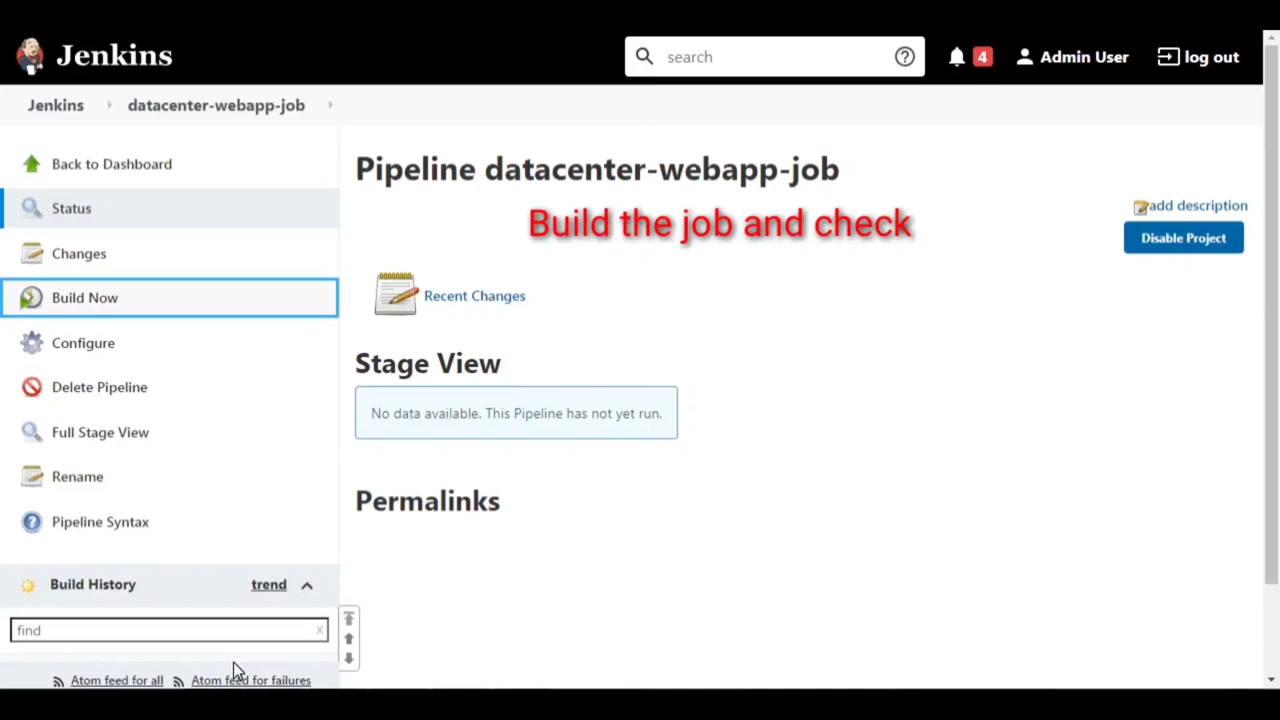 Jenkins
search
4
Admin User
log out
Jenkins
datacenter-webapp-job
Back to Dashboard
Status
Changes
Build Now
Configure
Delete Pipeline
Full Stage View
Rename
Pipeline Syntax
Build History
trend
find
x
Atom feed for all
Atom feed for failures
Pipeline datacenter-webapp-job
Build the job and check
add description
Disable Project
Recent Changes
Stage View
No data available. This Pipeline has not yet run.
Permalinks